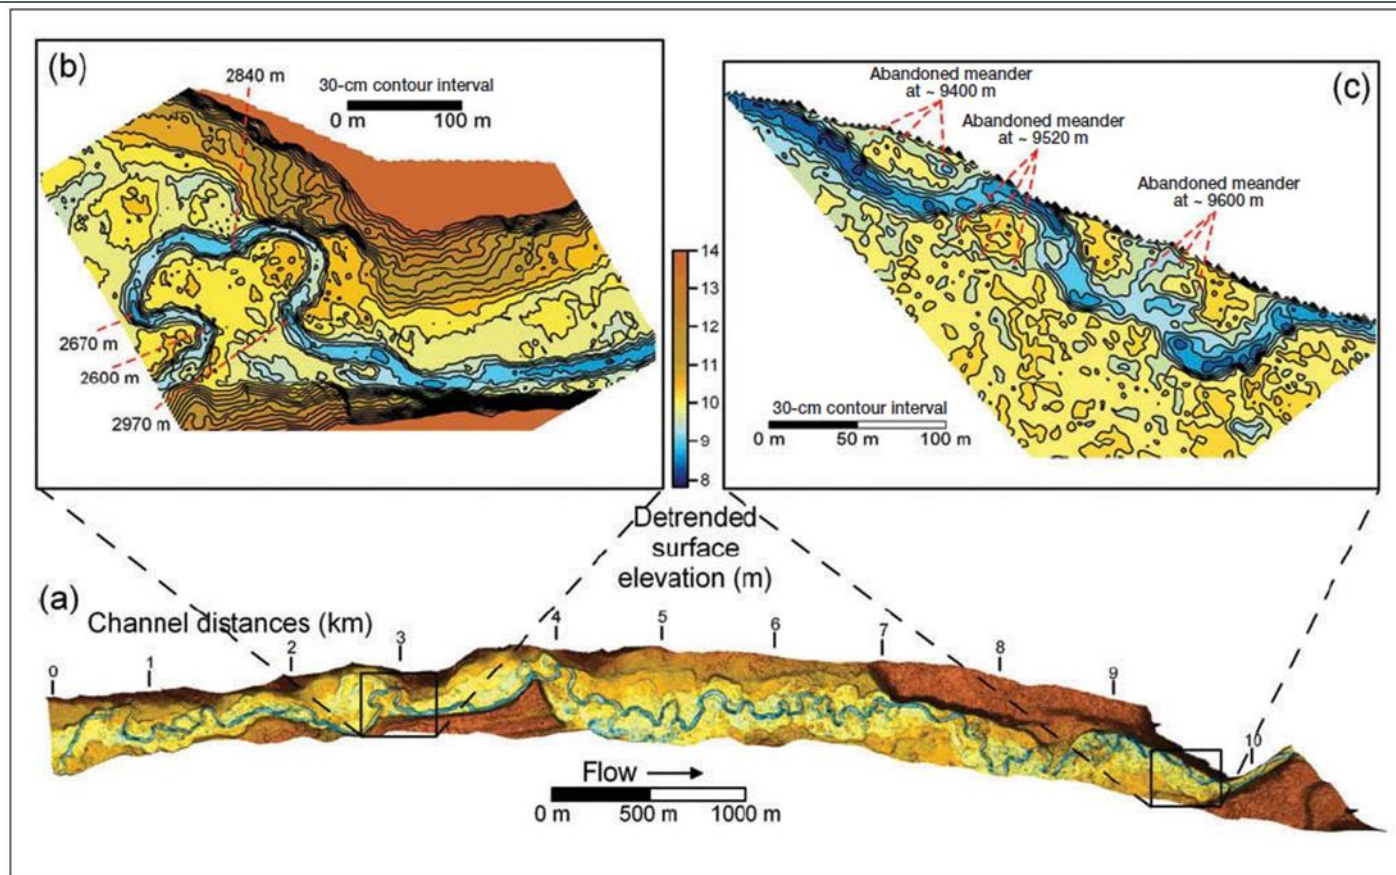 (b)
2840 m
30-cm contour interval
0 m 100 m
2670 m
2600 m
2970 m
(c)
Abandoned meander
at ~ 9400 m
Abandoned meander
at ~ 9520 m
Abandoned meander
at ~ 9600 m
30-cm contour interval
0 m 50 m 100 m
14
13
12
11
10
9
8
Detrended
surface
elevation (m)
(a)
Channel distances (km)
0 1 2 3 4 5 6 7 8 9 10
Flow
0 m 500 m 1000 m